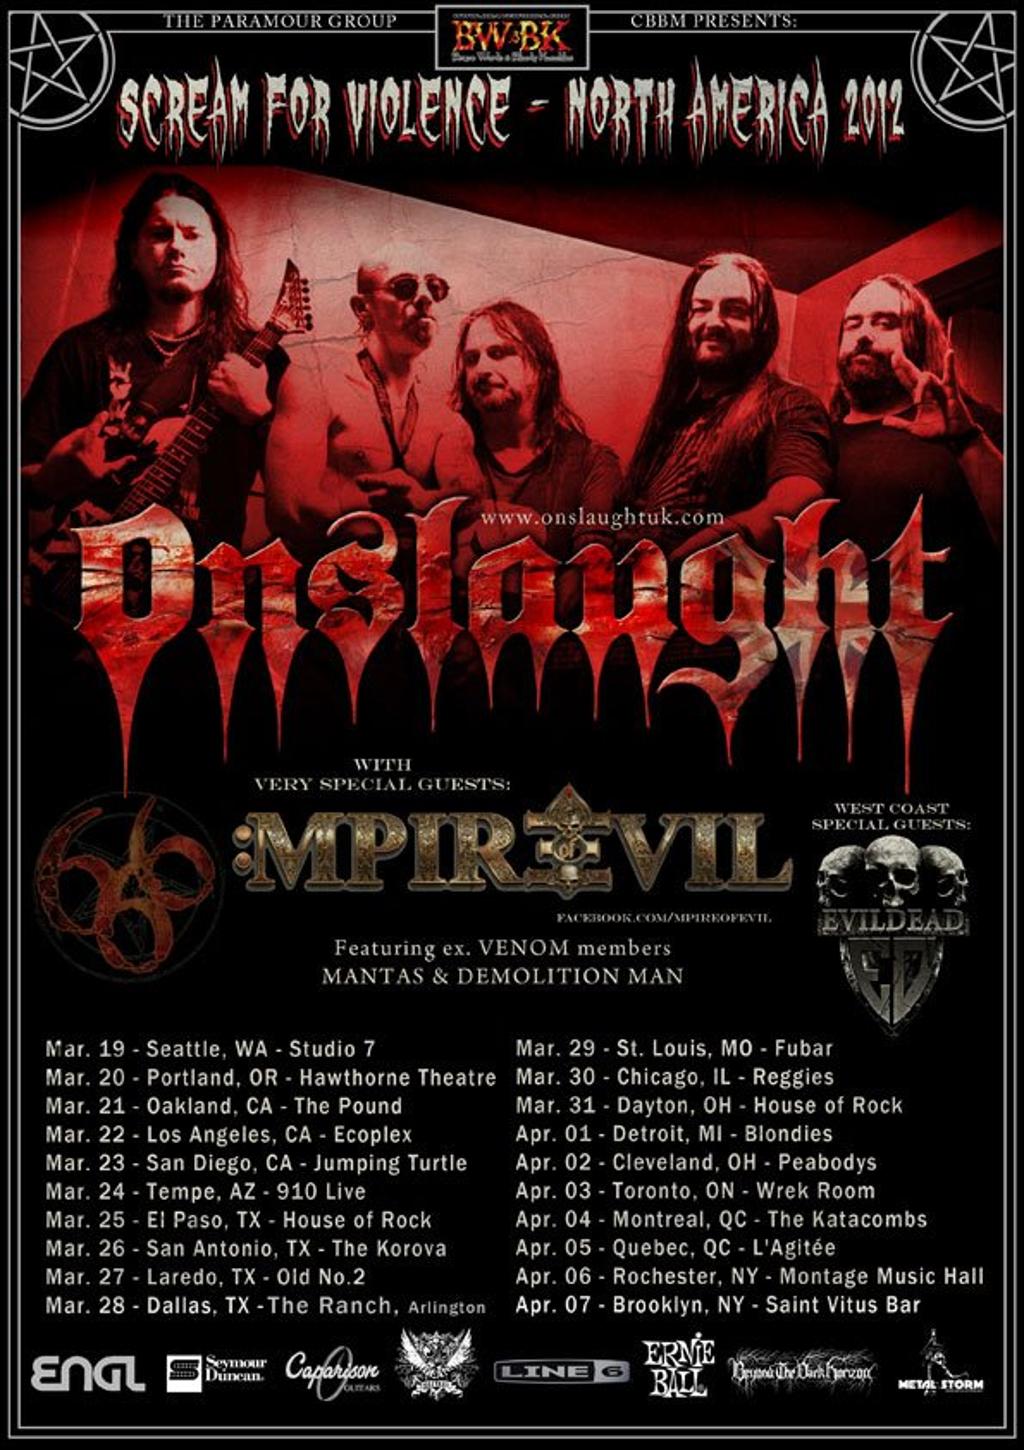 THE PARAMOUR GROUP
BW&BK
Brave Words & Bloody Knuckles
CBBM PRESENTS:
SCREAM FOR VIOLENCE - NORTH AMERICA 2012
www.onslaughtuk.com
Onslaught
WITH
VERY SPECIAL GUESTS:
:MPIRE of EVIL
FACEBOOK.COM/MPIREOFEVIL
Featuring ex. VENOM members
MANTAS & DEMOLITION MAN
WEST COAST
SPECIAL GUESTS:
EVILDEAD
ED
666
Mar. 19 - Seattle, WA - Studio 7
Mar. 20 - Portland, OR - Hawthorne Theatre
Mar. 21 - Oakland, CA - The Pound
Mar. 22 - Los Angeles, CA - Ecoplex
Mar. 23 - San Diego, CA - Jumping Turtle
Mar. 24 - Tempe, AZ - 910 Live
Mar. 25 - El Paso, TX - House of Rock
Mar. 26 - San Antonio, TX - The Korova
Mar. 27 - Laredo, TX - Old No.2
Mar. 28 - Dallas, TX -The Ranch, Arlington
Mar. 29 - St. Louis, MO - Fubar
Mar. 30 - Chicago, IL - Reggies
Mar. 31 - Dayton, OH - House of Rock
Apr. 01 - Detroit, MI - Blondies
Apr. 02 - Cleveland, OH - Peabodys
Apr. 03 - Toronto, ON - Wrek Room
Apr. 04 - Montreal, QC - The Katacombs
Apr. 05 - Quebec, QC - L'Agitée
Apr. 06 - Rochester, NY - Montage Music Hall
Apr. 07 - Brooklyn, NY - Saint Vitus Bar
ENGL
Seymour
Duncan.
Caparison
GUITARS
LINE 6
ERNIE
BALL
Beyond The Dark Horizon
METAL STORM